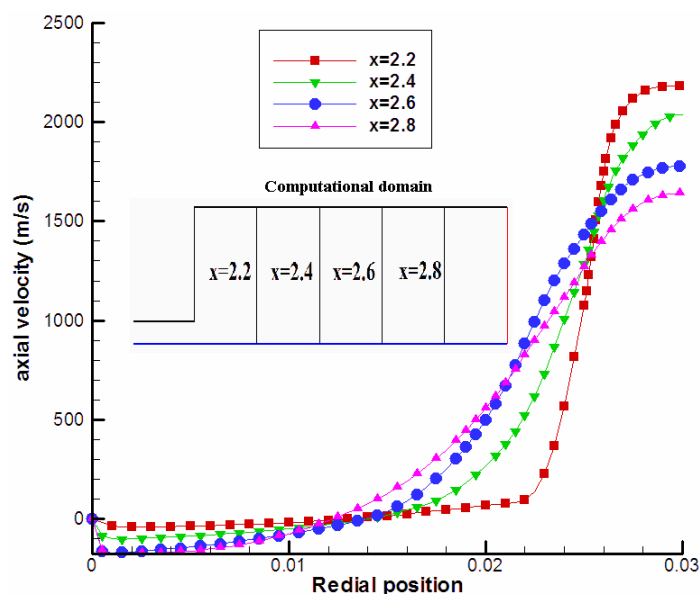 2500
2000
1500
1000
500
0
axial velocity (m/s)
x=2.2
x=2.4
x=2.6
x=2.8
Computational domain
x=2.2 x=2.4 x=2.6 x=2.8
0 0.01 0.02 0.03
Redial position